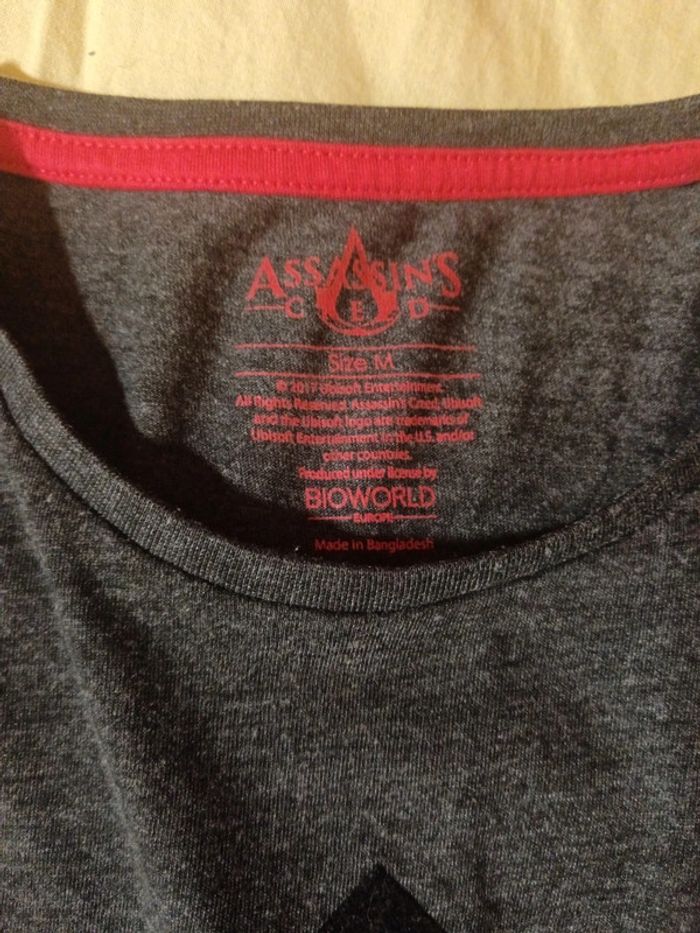 ASSASSIN'S
C E D
Size M
© 2017 Ubisoft Entertainment.
All Rights Reserved. Assassin's Creed, Ubisoft
and the Ubisoft logo are trademarks of
Ubisoft Entertainment in the U.S. and/or
other countries.
Produced under license by
BIOWORLD
EUROPE
Made in Bangladesh